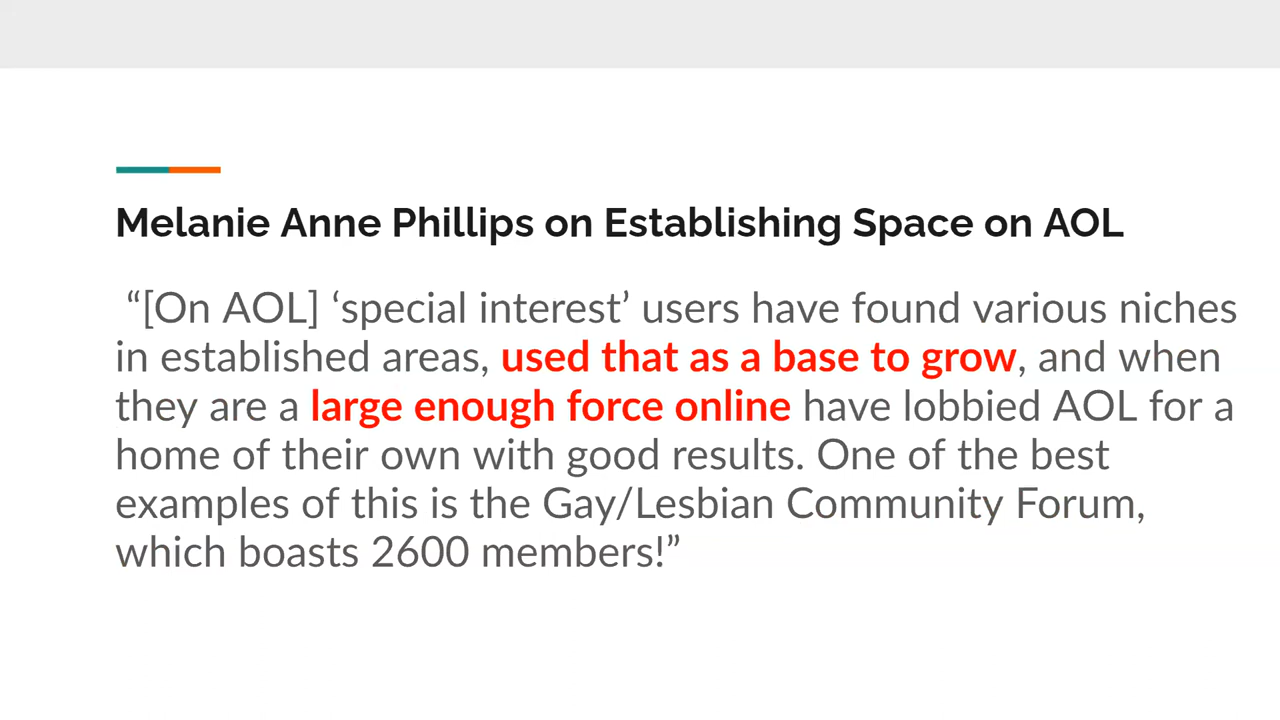 Melanie Anne Phillips on Establishing Space on AOL
“[On AOL] ‘special interest’ users have found various niches
in established areas, used that as a base to grow, and when
they are a large enough force online have lobbied AOL for a
home of their own with good results. One of the best
examples of this is the Gay/Lesbian Community Forum,
which boasts 2600 members!”